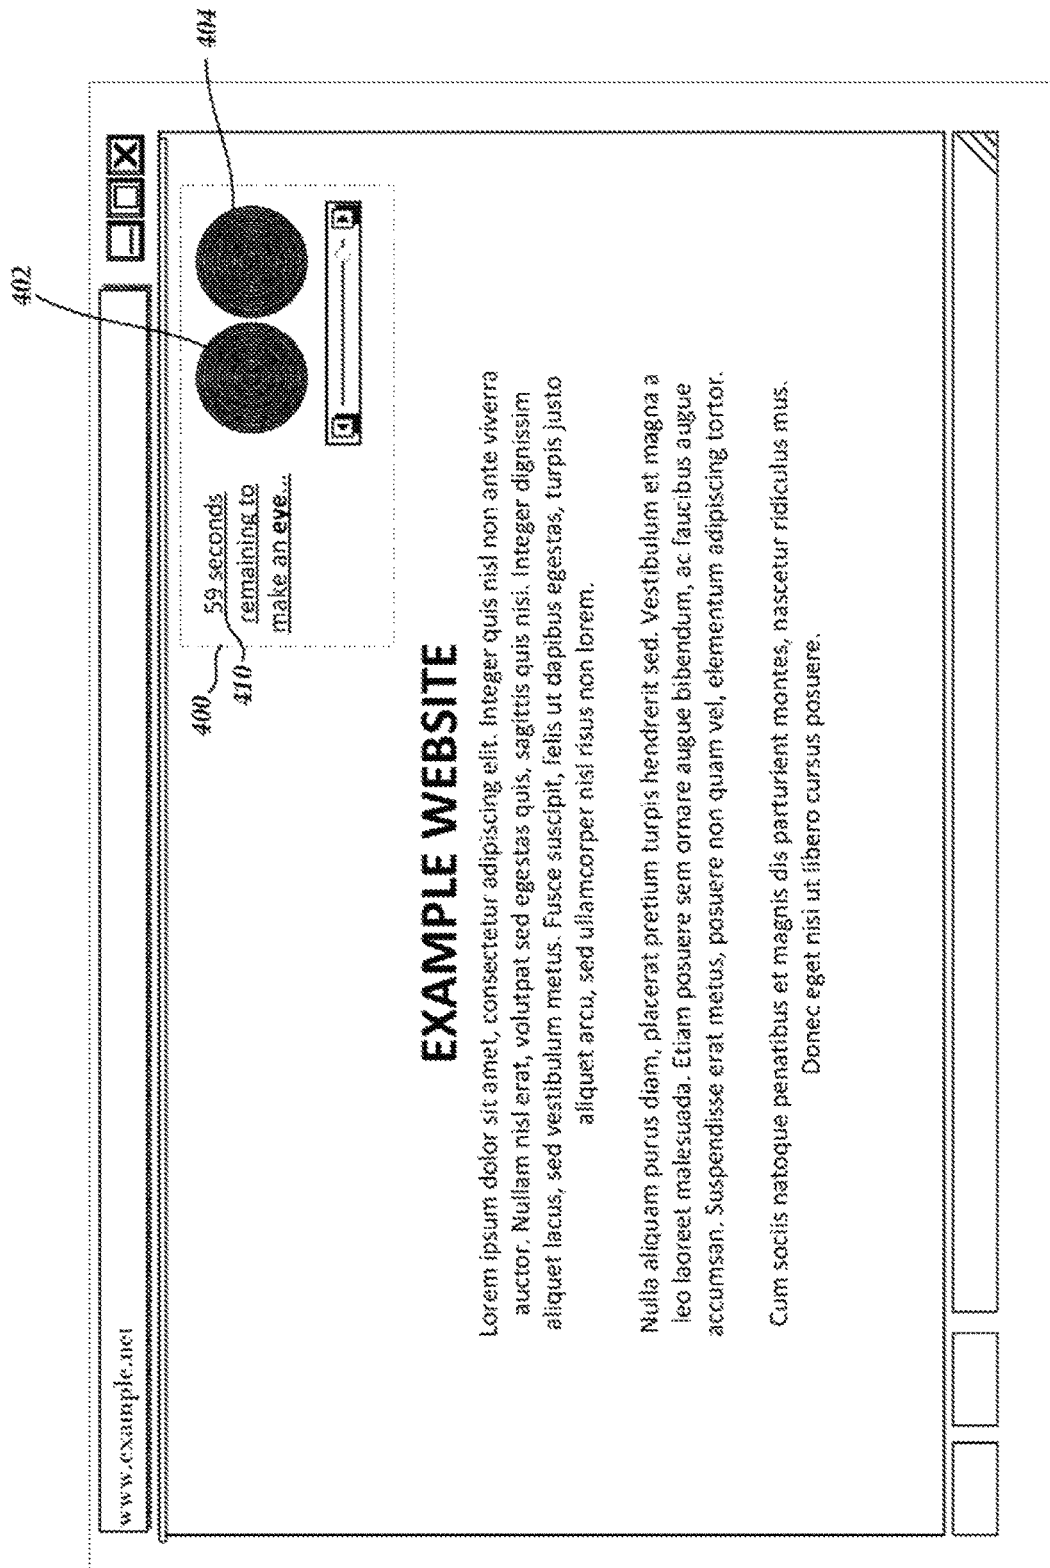 www.example.net
402
404
400
410
59 seconds
remaining to
make an eye...
EXAMPLE WEBSITE
Lorem ipsum dolor sit amet, consectetur adipiscing elit. Integer quis nisl non ante viverra
auctor. Nullam nisl erat, volutpat sed egestas quis, sagittis quis nisi. Integer dignissim
aliquet lacus, sed vestibulum metus. Fusce suscipit, felis ut dapibus egestas, turpis justo
aliquet arcu, sed ullamcorper nisl risus non lorem.
Nulla aliquam purus diam, placerat pretium turpis hendrerit sed. Vestibulum et magna a
leo laoreet malesuada. Etiam posuere sem ornare augue bibendum, ac faucibus augue
accumsan. Suspendisse erat metus, posuere non quam vel, elementum adipiscing tortor.
Cum sociis natoque penatibus et magnis dis parturient montes, nascetur ridiculus mus.
Donec eget nisi ut libero cursus posuere.